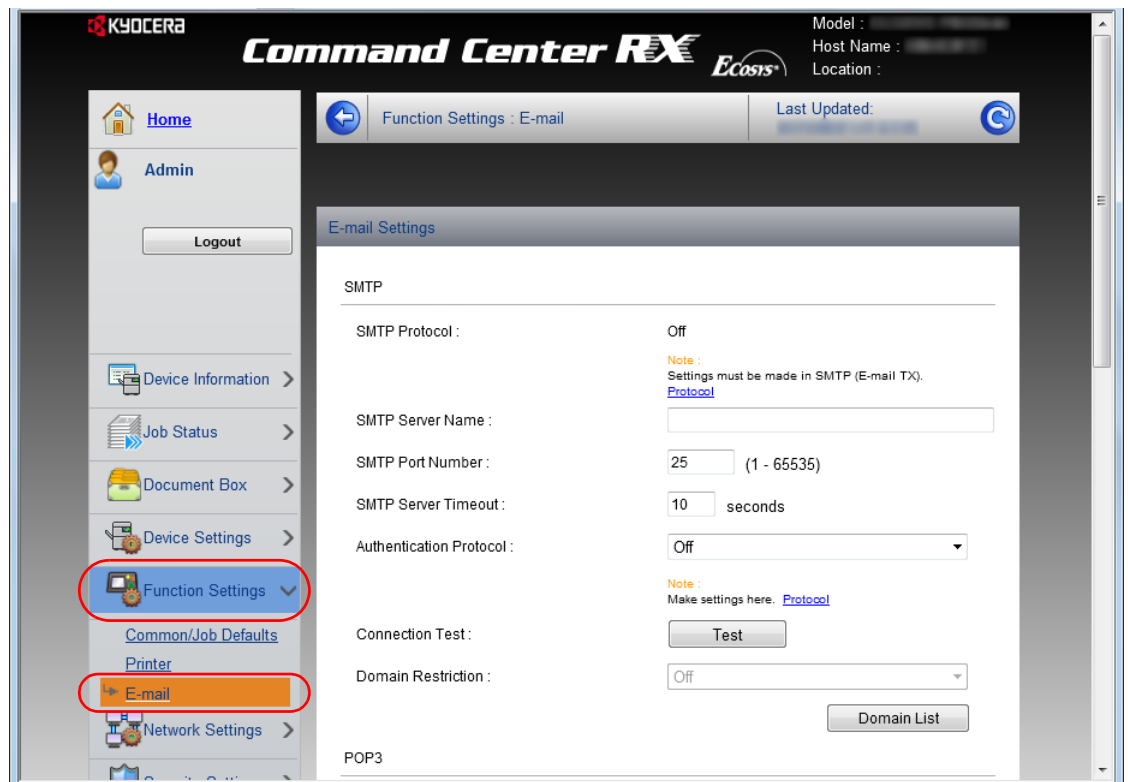 KYOCERA
Command Center RX
Ecosys
Model :
Host Name :
Location :
Home
Admin
Logout
Device Information
Job Status
Document Box
Device Settings
Function Settings
Common/Job Defaults
Printer
E-mail
Network Settings
Function Settings : E-mail
Last Updated:
E-mail Settings
SMTP
SMTP Protocol : Off
Note :
Settings must be made in SMTP (E-mail TX).
Protocol
SMTP Server Name :
SMTP Port Number : 25 (1 - 65535)
SMTP Server Timeout : 10 seconds
Authentication Protocol : Off
Note :
Make settings here. Protocol
Connection Test : Test
Domain Restriction : Off
Domain List
POP3